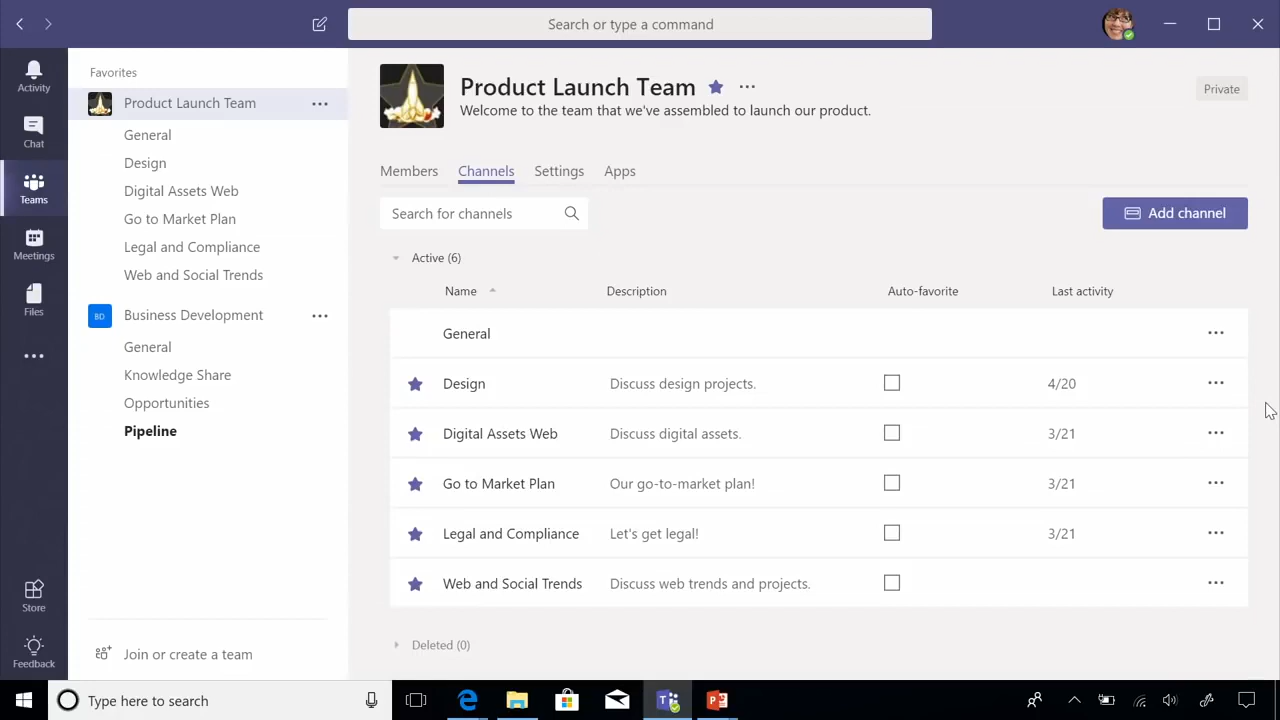 Search or type a command
Activity
Chat
Teams
Meetings
Files
Store
Feedback
Favorites
Product Launch Team
General
Design
Digital Assets Web
Go to Market Plan
Legal and Compliance
Web and Social Trends
BD Business Development
General
Knowledge Share
Opportunities
Pipeline
Join or create a team
Product Launch Team
Private
Welcome to the team that we've assembled to launch our product.
Members Channels Settings Apps
Search for channels
Add channel
Active (6)
Name Description Auto-favorite Last activity
General
Design Discuss design projects. 4/20
Digital Assets Web Discuss digital assets. 3/21
Go to Market Plan Our go-to-market plan! 3/21
Legal and Compliance Let's get legal! 3/21
Web and Social Trends Discuss web trends and projects.
Deleted (0)
Type here to search